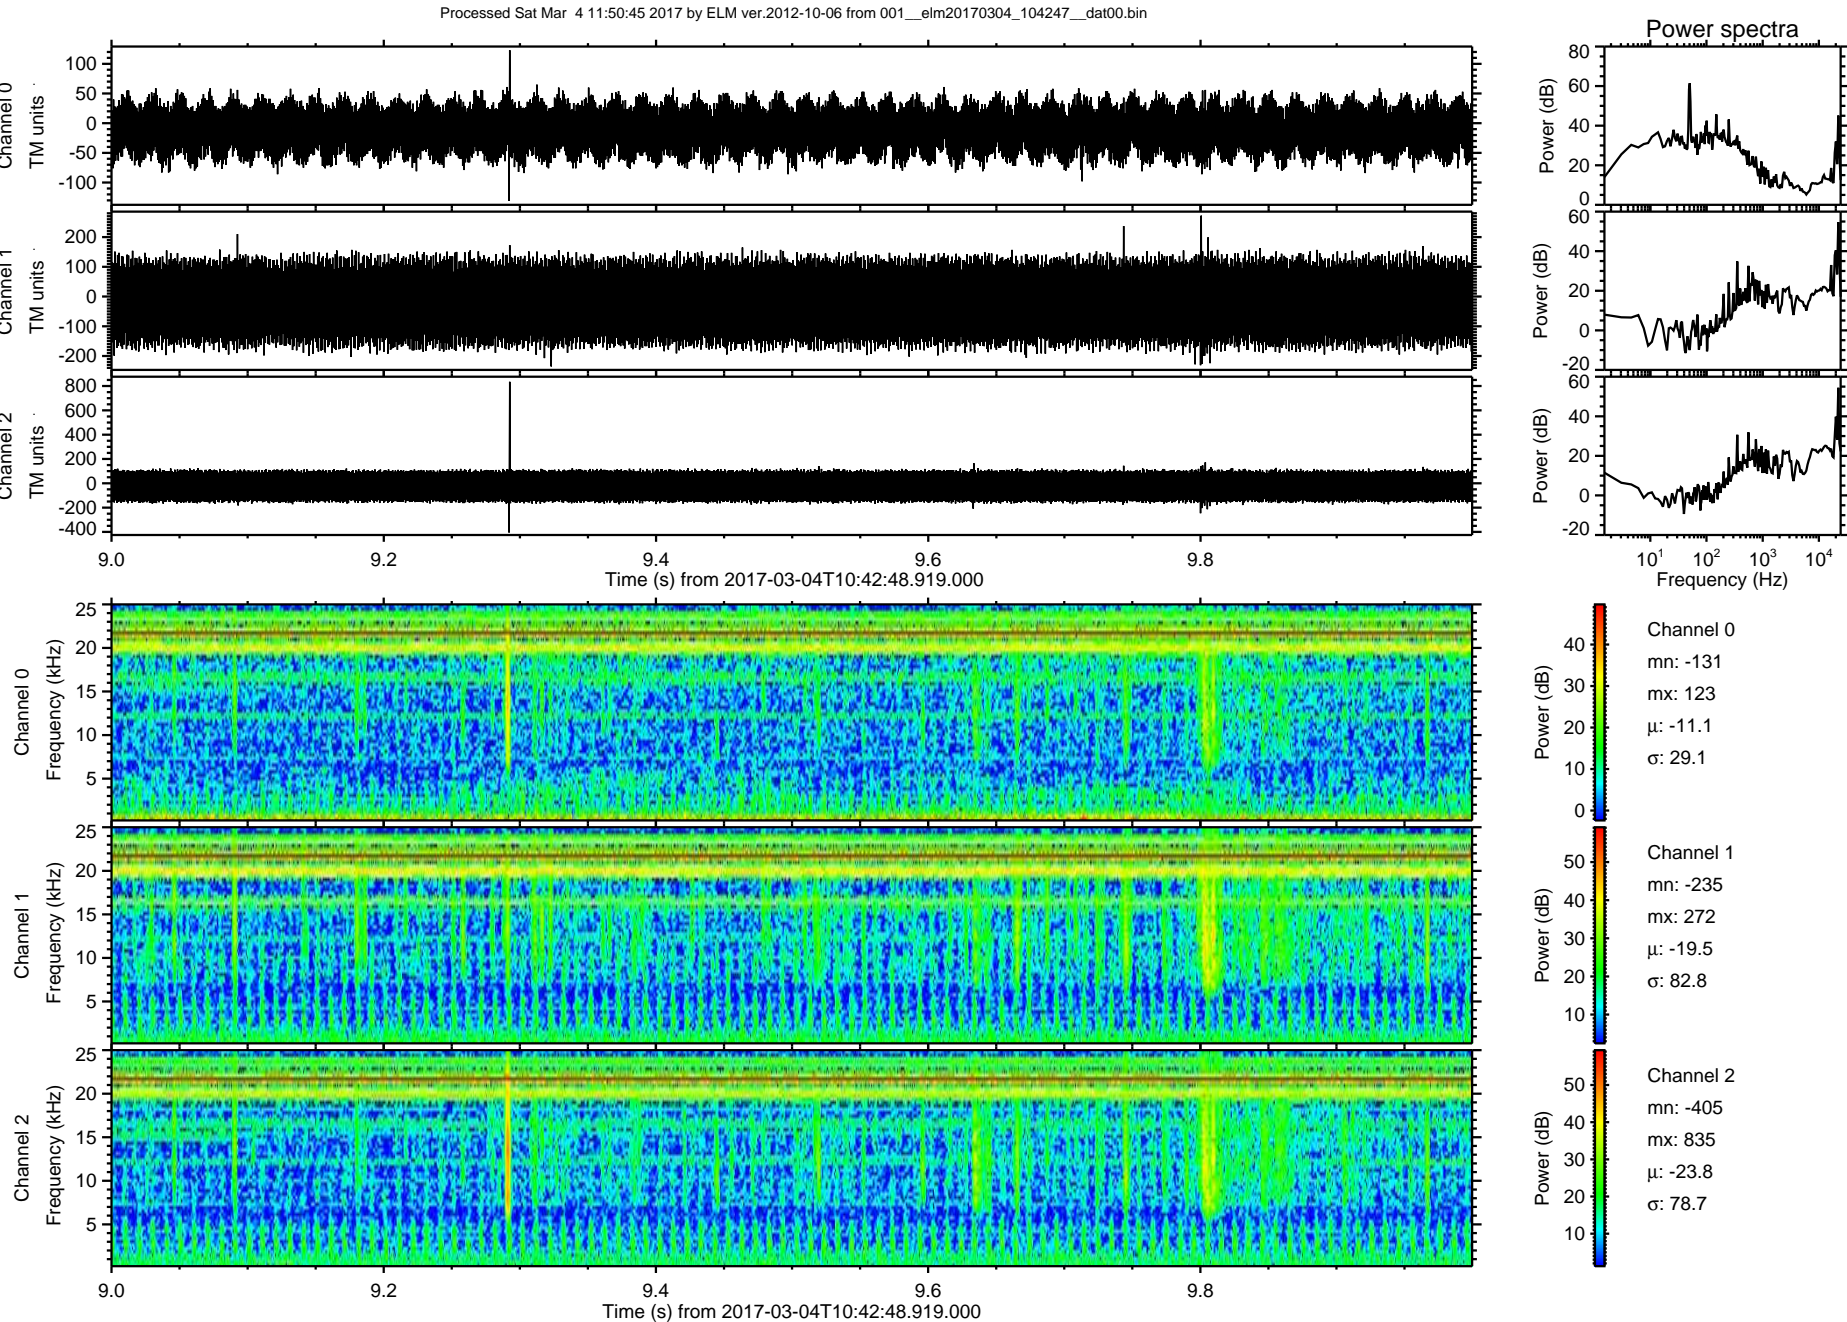 Processed Sat Mar 4 11:50:45 2017 by ELM ver.2012-10-06 from 001__elm20170304_104247__dat00.bin
Power spectra
Channel 0
TM units
100
50
0
-50
-100
Power (dB)
80
60
40
20
0
Channel 1
TM units
200
100
0
-100
-200
Power (dB)
60
40
20
0
-20
Channel 2
TM units
800
600
400
200
0
-200
-400
Power (dB)
60
40
20
0
-20
9.0 9.2 9.4 9.6 9.8
Time (s) from 2017-03-04T10:42:48.919.000
10^1 10^2 10^3 10^4
Frequency (Hz)
Channel 0
Frequency (kHz)
25
20
15
10
5
Power (dB)
40
30
20
10
0
Channel 0
mn: -131
mx: 123
μ: -11.1
σ: 29.1
Channel 1
Frequency (kHz)
25
20
15
10
5
Power (dB)
50
40
30
20
10
Channel 1
mn: -235
mx: 272
μ: -19.5
σ: 82.8
Channel 2
Frequency (kHz)
25
20
15
10
5
Power (dB)
50
40
30
20
10
Channel 2
mn: -405
mx: 835
μ: -23.8
σ: 78.7
9.0 9.2 9.4 9.6 9.8
Time (s) from 2017-03-04T10:42:48.919.000